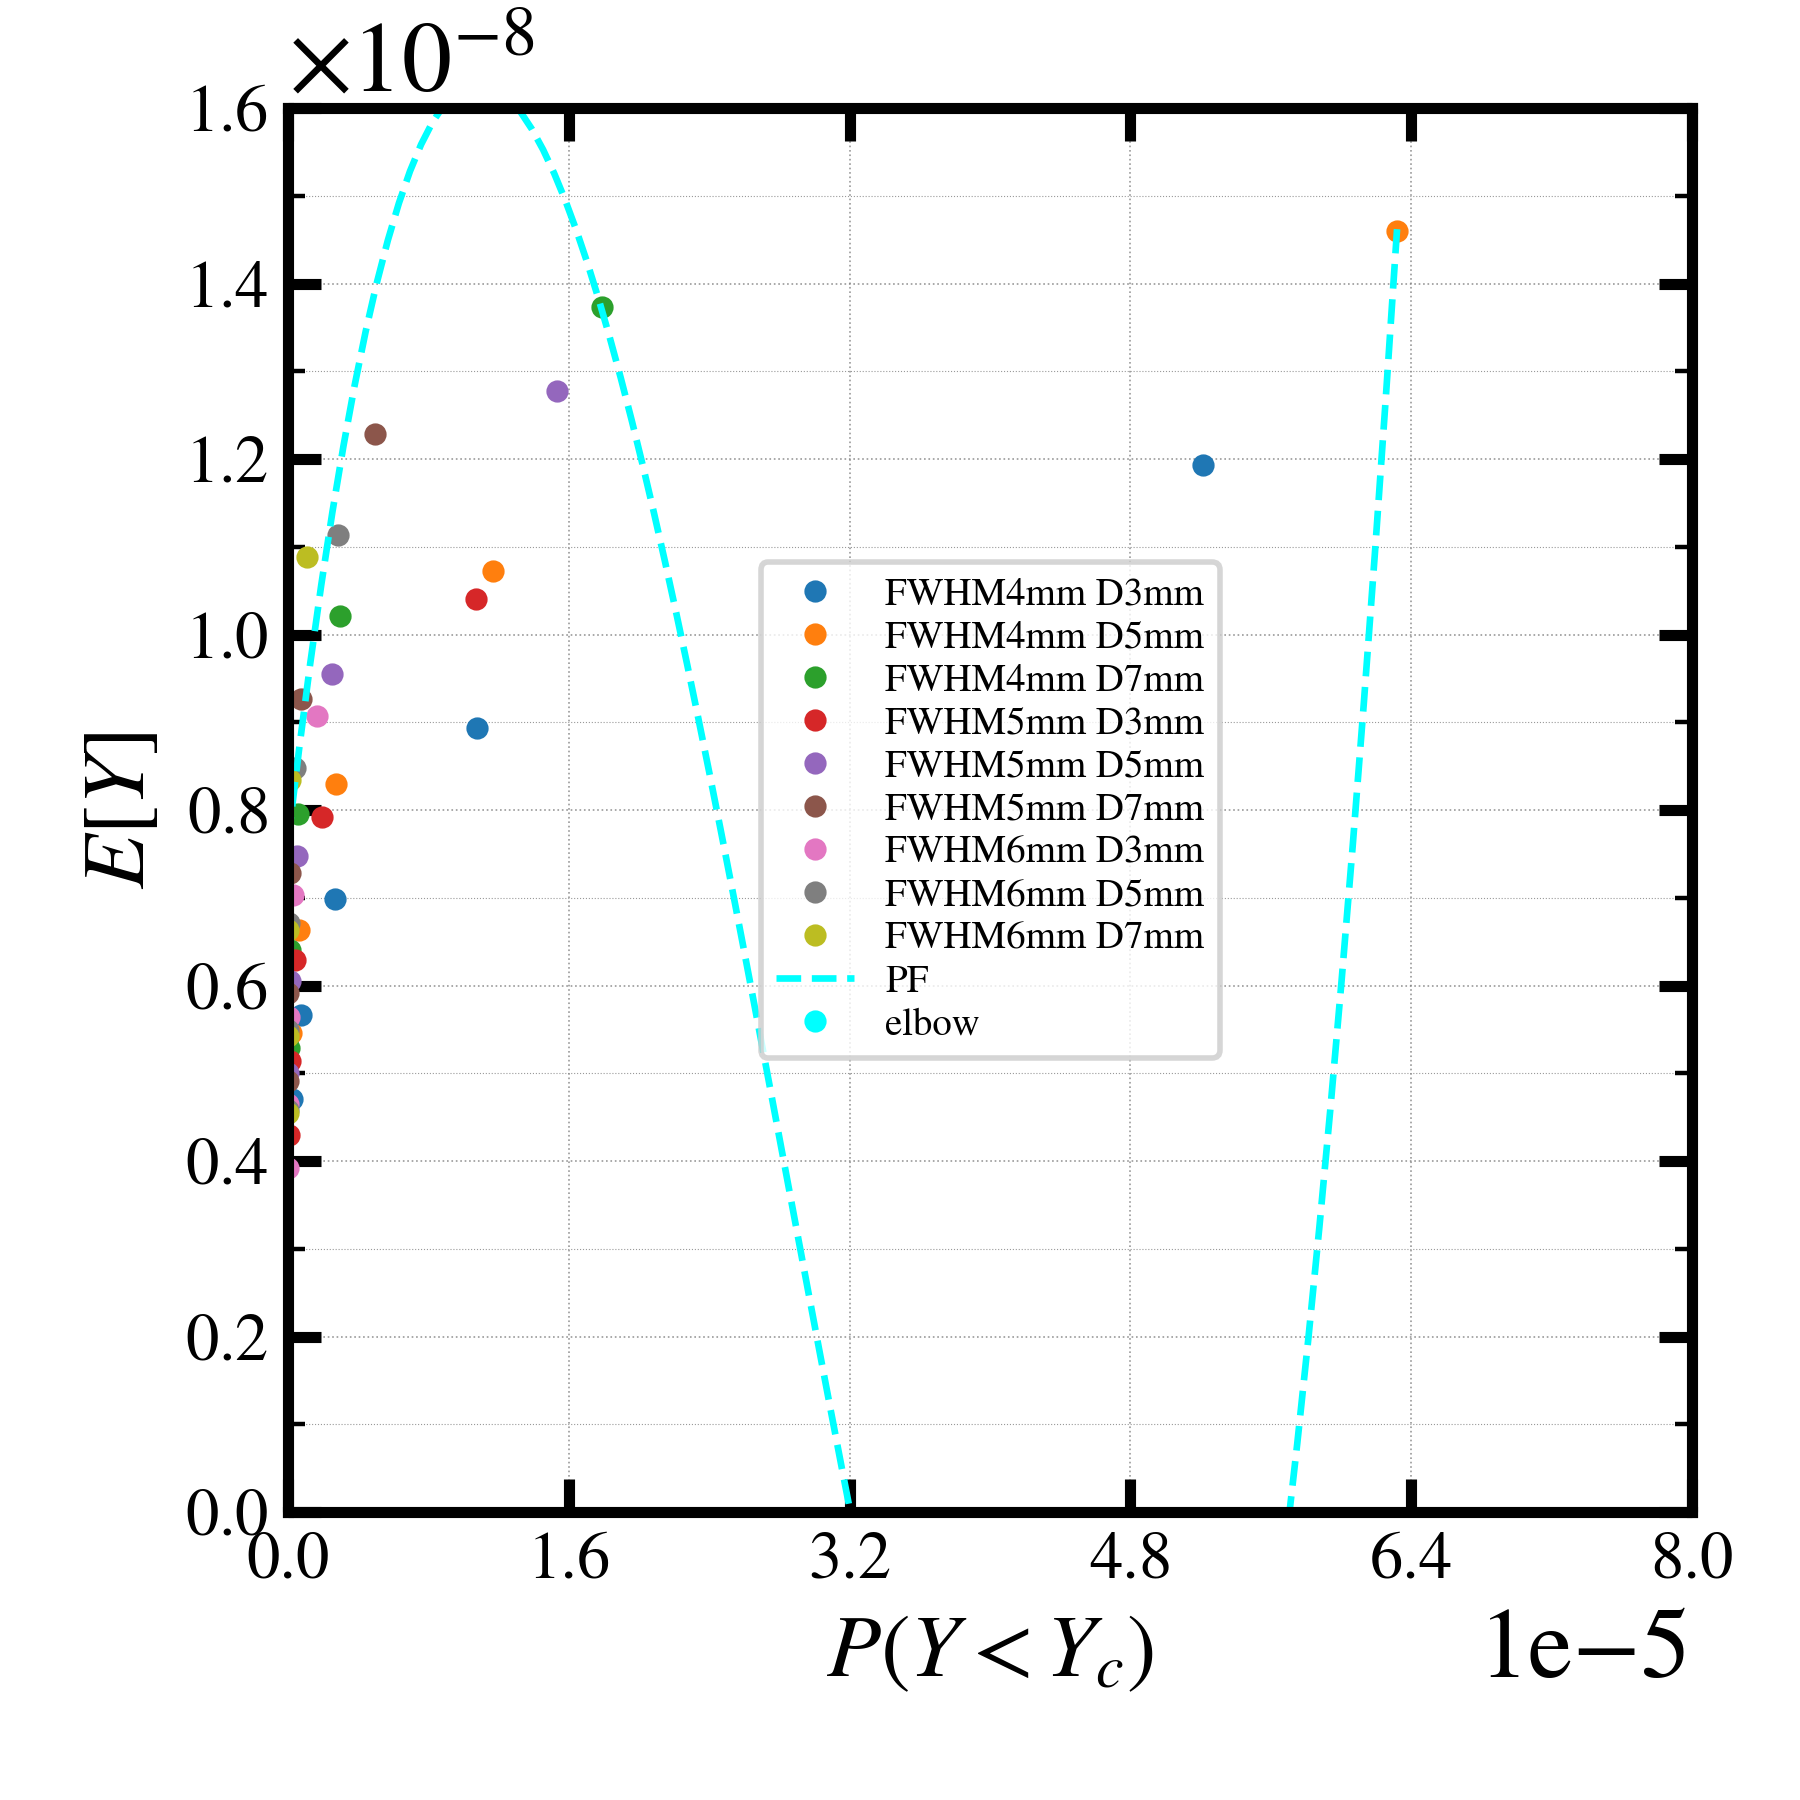 ×10⁻⁸
1.6
1.4
1.2
1.0
0.8
0.6
0.4
0.2
0.0
E[Y]
FWHM4mm D3mm
FWHM4mm D5mm
FWHM4mm D7mm
FWHM5mm D3mm
FWHM5mm D5mm
FWHM5mm D7mm
FWHM6mm D3mm
FWHM6mm D5mm
FWHM6mm D7mm
PF
elbow
0.0 1.6 3.2 4.8 6.4 8.0
P(Y < Y_c)
1e−5